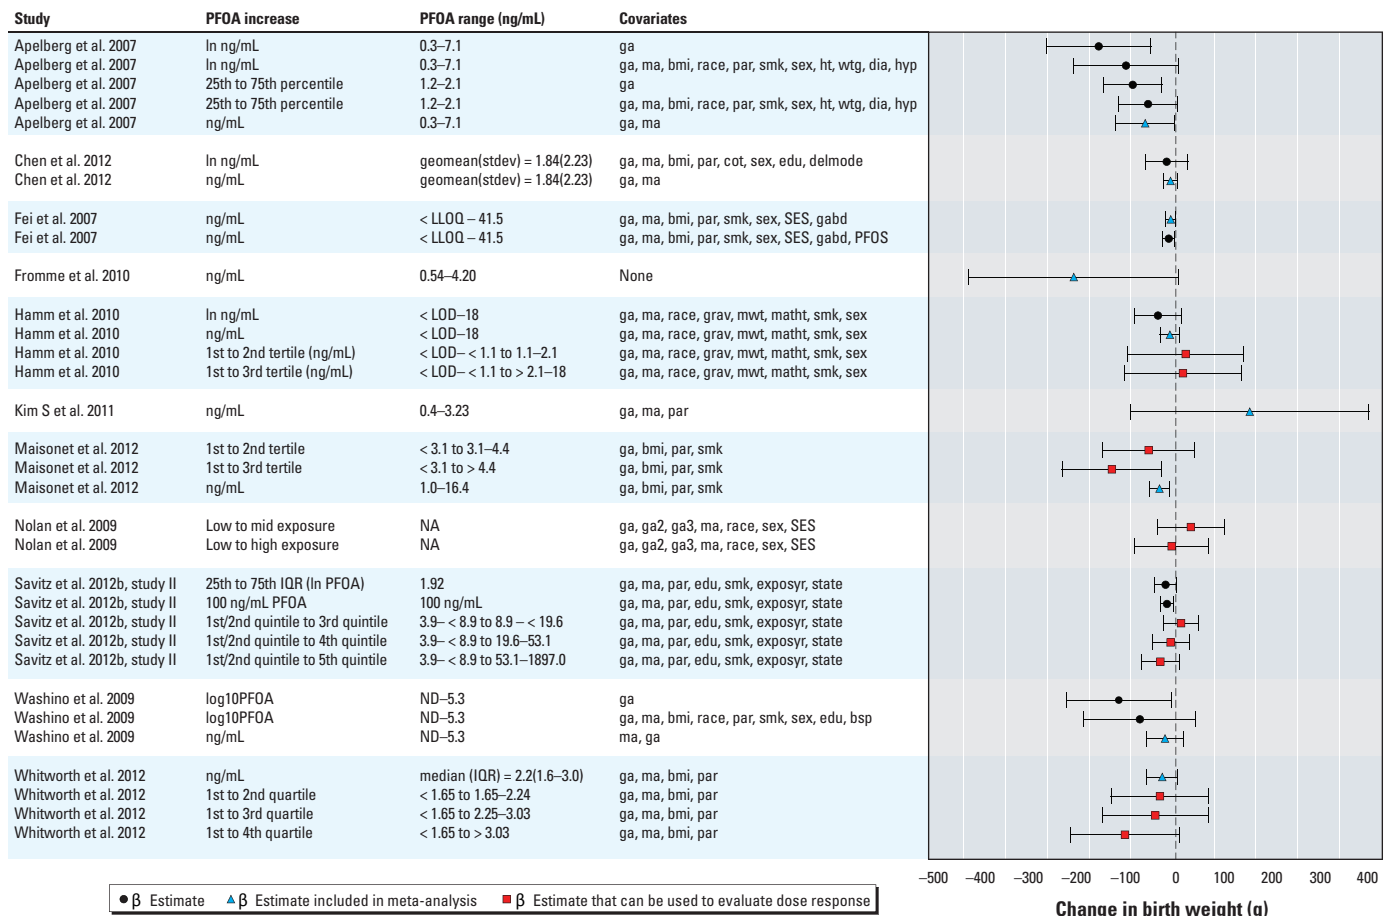 Study PFOA increase PFOA range (ng/mL) Covariates
Apelberg et al. 2007 ln ng/mL 0.3–7.1 ga
Apelberg et al. 2007 ln ng/mL 0.3–7.1 ga, ma, bmi, race, par, smk, sex, ht, wtg, dia, hyp
Apelberg et al. 2007 25th to 75th percentile 1.2–2.1 ga
Apelberg et al. 2007 25th to 75th percentile 1.2–2.1 ga, ma, bmi, race, par, smk, sex, ht, wtg, dia, hyp
Apelberg et al. 2007 ng/mL 0.3–7.1 ga, ma
Chen et al. 2012 ln ng/mL geomean(stdev) = 1.84(2.23) ga, ma, bmi, par, cot, sex, edu, delmode
Chen et al. 2012 ng/mL geomean(stdev) = 1.84(2.23) ga, ma
Fei et al. 2007 ng/mL < LLOQ – 41.5 ga, ma, bmi, par, smk, sex, SES, gabd
Fei et al. 2007 ng/mL < LLOQ – 41.5 ga, ma, bmi, par, smk, sex, SES, gabd, PFOS
Fromme et al. 2010 ng/mL 0.54–4.20 None
Hamm et al. 2010 ln ng/mL < LOD–18 ga, ma, race, grav, mwt, matht, smk, sex
Hamm et al. 2010 ng/mL < LOD–18 ga, ma, race, grav, mwt, matht, smk, sex
Hamm et al. 2010 1st to 2nd tertile (ng/mL) < LOD– < 1.1 to 1.1–2.1 ga, ma, race, grav, mwt, matht, smk, sex
Hamm et al. 2010 1st to 3rd tertile (ng/mL) < LOD– < 1.1 to > 2.1–18 ga, ma, race, grav, mwt, matht, smk, sex
Kim S et al. 2011 ng/mL 0.4–3.23 ga, ma, par
Maisonet et al. 2012 1st to 2nd tertile < 3.1 to 3.1–4.4 ga, bmi, par, smk
Maisonet et al. 2012 1st to 3rd tertile < 3.1 to > 4.4 ga, bmi, par, smk
Maisonet et al. 2012 ng/mL 1.0–16.4 ga, bmi, par, smk
Nolan et al. 2009 Low to mid exposure NA ga, ga2, ga3, ma, race, sex, SES
Nolan et al. 2009 Low to high exposure NA ga, ga2, ga3, ma, race, sex, SES
Savitz et al. 2012b, study II 25th to 75th IQR (ln PFOA) 1.92 ga, ma, par, edu, smk, exposyr, state
Savitz et al. 2012b, study II 100 ng/mL PFOA 100 ng/mL ga, ma, par, edu, smk, exposyr, state
Savitz et al. 2012b, study II 1st/2nd quintile to 3rd quintile 3.9– < 8.9 to 8.9 – < 19.6 ga, ma, par, edu, smk, exposyr, state
Savitz et al. 2012b, study II 1st/2nd quintile to 4th quintile 3.9– < 8.9 to 19.6–53.1 ga, ma, par, edu, smk, exposyr, state
Savitz et al. 2012b, study II 1st/2nd quintile to 5th quintile 3.9– < 8.9 to 53.1–1897.0 ga, ma, par, edu, smk, exposyr, state
Washino et al. 2009 log10PFOA ND–5.3 ga
Washino et al. 2009 log10PFOA ND–5.3 ga, ma, bmi, race, par, smk, sex, edu, bsp
Washino et al. 2009 ng/mL ND–5.3 ma, ga
Whitworth et al. 2012 ng/mL median (IQR) = 2.2(1.6–3.0) ga, ma, bmi, par
Whitworth et al. 2012 1st to 2nd quartile < 1.65 to 1.65–2.24 ga, ma, bmi, par
Whitworth et al. 2012 1st to 3rd quartile < 1.65 to 2.25–3.03 ga, ma, bmi, par
Whitworth et al. 2012 1st to 4th quartile < 1.65 to > 3.03 ga, ma, bmi, par
–500 –400 –300 –200 –100 0 100 200 300 400
β Estimate β Estimate included in meta-analysis β Estimate that can be used to evaluate dose response
Change in birth weight (g)